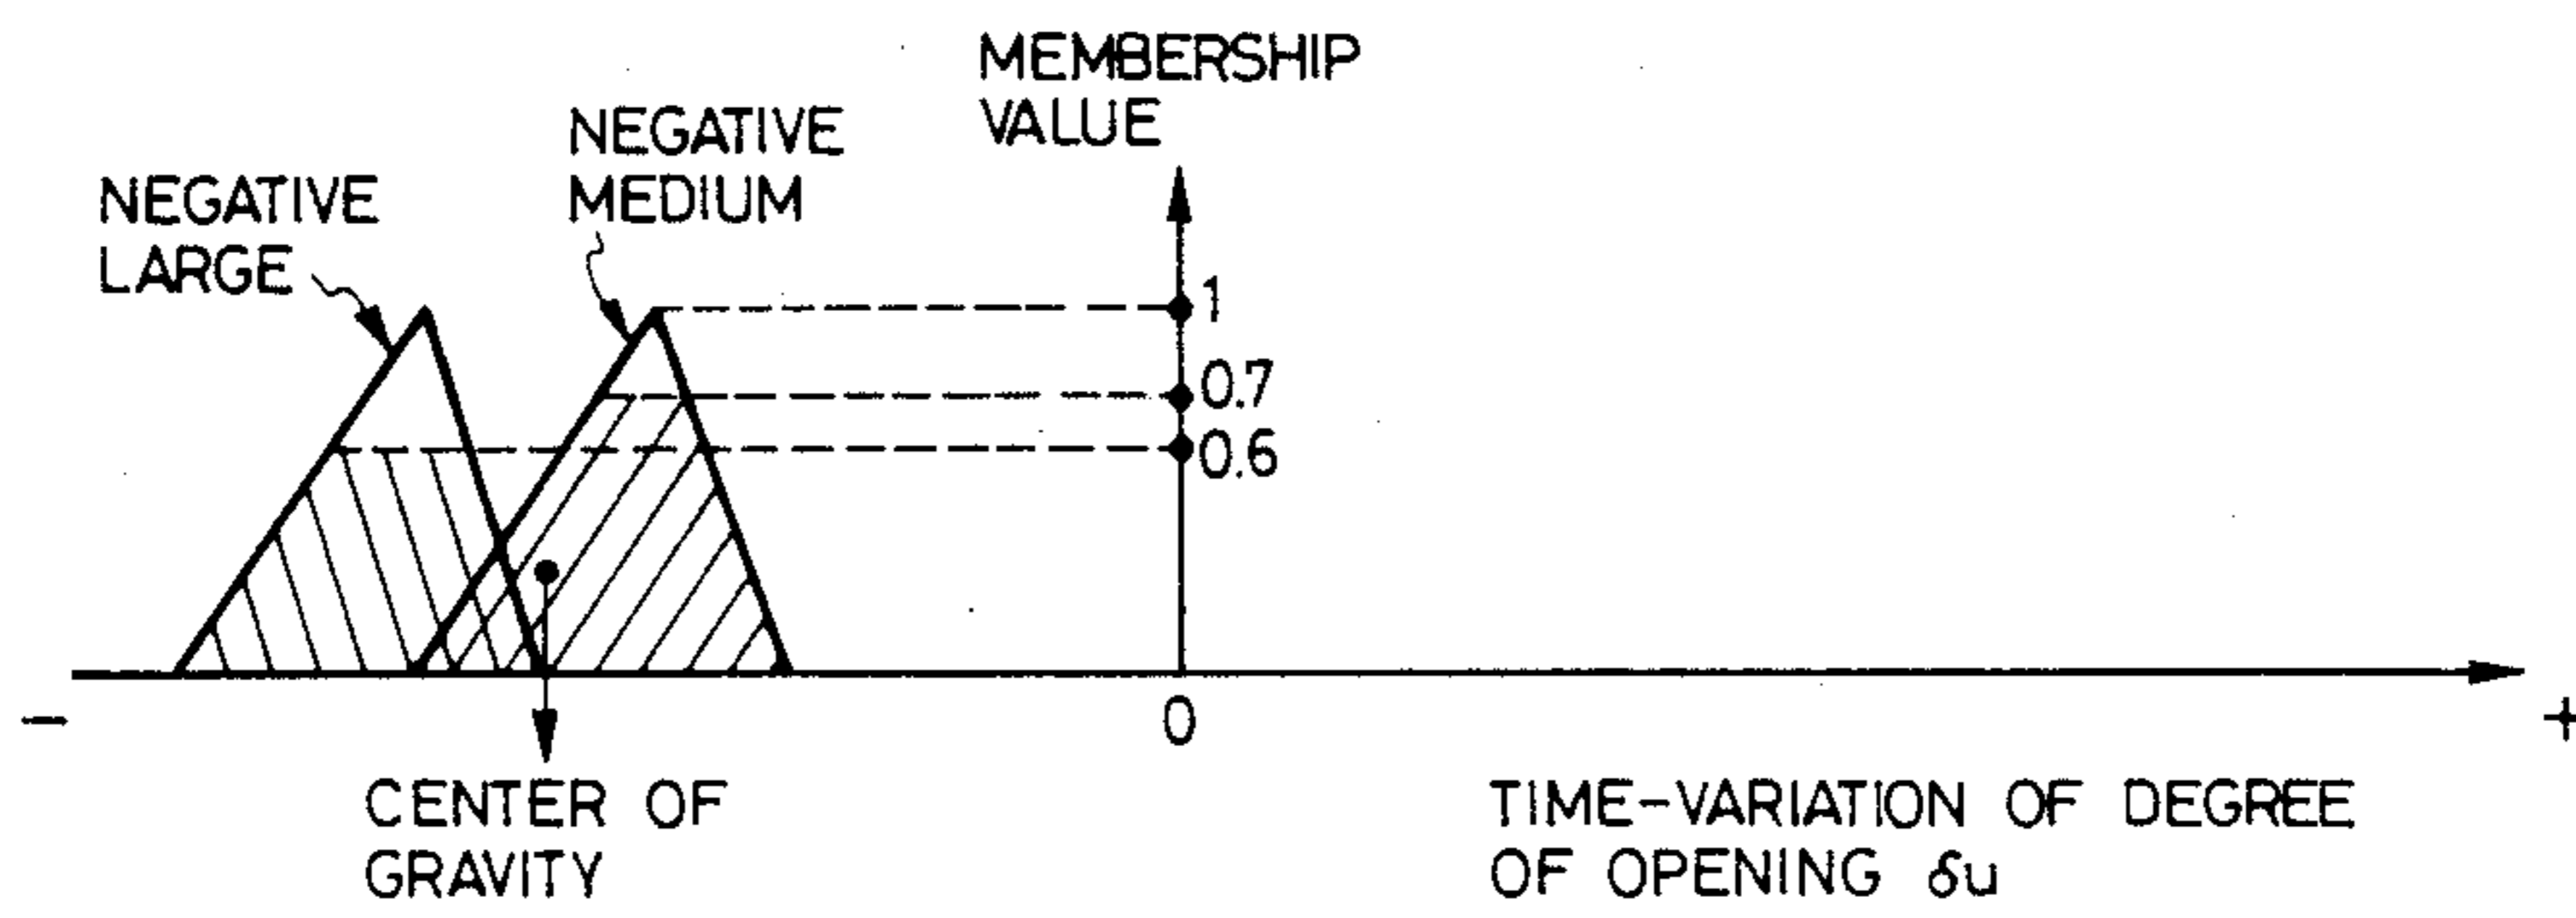 MEMBERSHIP
VALUE
NEGATIVE
MEDIUM
NEGATIVE
LARGE
1
0.7
0.6
−
0
+
CENTER OF
GRAVITY
TIME-VARIATION OF DEGREE
OF OPENING δu